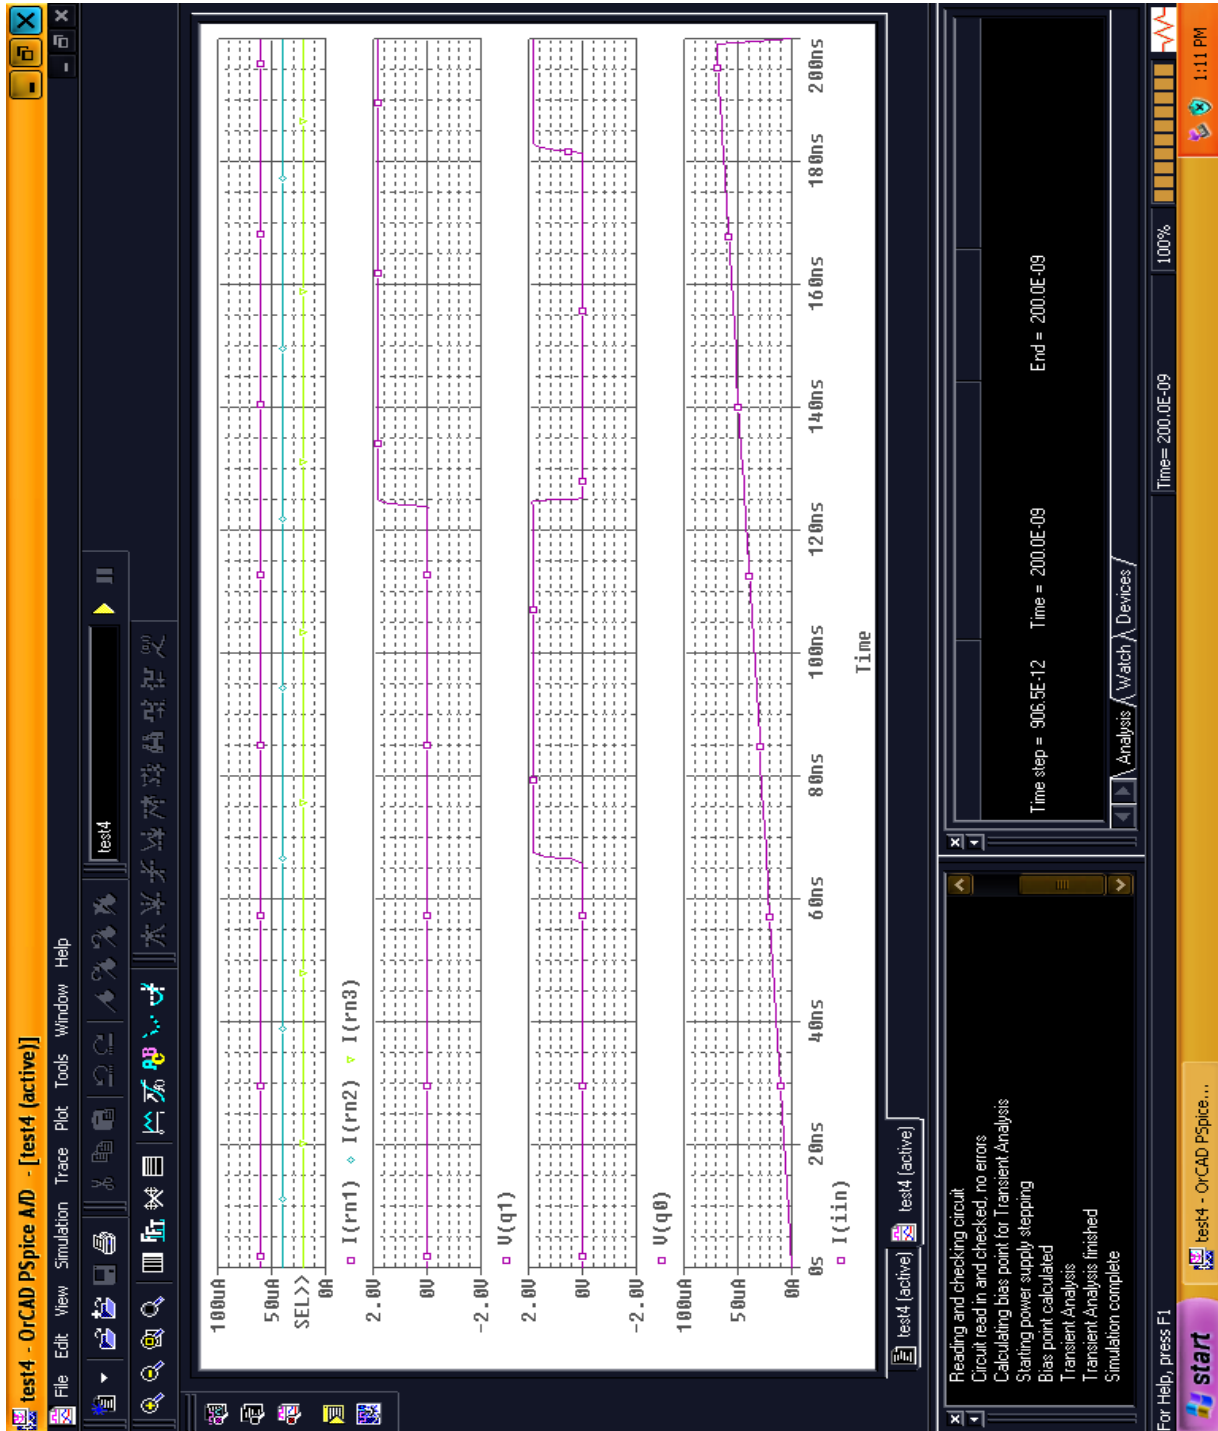 test4 - OrCAD PSpice A/D - [test4 (active)]
File Edit View Simulation Trace Plot Tools Window Help
test4
100uA
50uA
SEL>>
0A
I(rn1) I(rn2) I(rn3)
2.0V
0V
-2.0V
V(q1)
2.0V
0V
-2.0V
V(q0)
100uA
50uA
0A
0s 20ns 40ns 60ns 80ns 100ns 120ns 140ns 160ns 180ns 200ns
I(iin)
Time
test4 (active) test4 (active)
Reading and checking circuit
Circuit read in and checked, no errors
Calculating bias point for Transient Analysis
Starting power supply stepping
Bias point calculated
Transient Analysis
Transient Analysis finished
Simulation complete
Time step = 906.5E-12 Time = 200.0E-09 End = 200.0E-09
Analysis Watch Devices
For Help, press F1 Time= 200.0E-09 100%
start test4 - OrCAD PSpice... 1:11 PM